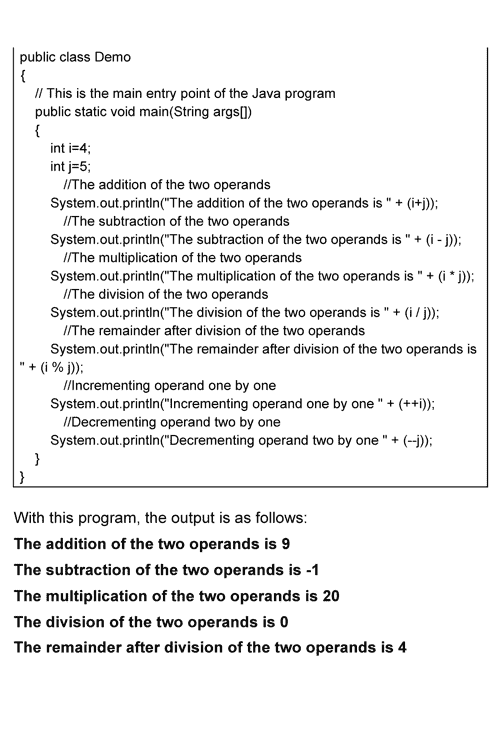 public class Demo
{
// This is the main entry point of the Java program
public static void main(String args[])
{
int i=4;
int j=5;
//The addition of the two operands
System.out.println("The addition of the two operands is " + (i+j));
//The subtraction of the two operands
System.out.println("The subtraction of the two operands is " + (i - j));
//The multiplication of the two operands
System.out.println("The multiplication of the two operands is " + (i * j));
//The division of the two operands
System.out.println("The division of the two operands is " + (i / j));
//The remainder after division of the two operands
System.out.println("The remainder after division of the two operands is
" + (i % j));
//Incrementing operand one by one
System.out.println("Incrementing operand one by one " + (++i));
//Decrementing operand two by one
System.out.println("Decrementing operand two by one " + (--j));
}
}
With this program, the output is as follows:
The addition of the two operands is 9
The subtraction of the two operands is -1
The multiplication of the two operands is 20
The division of the two operands is 0
The remainder after division of the two operands is 4